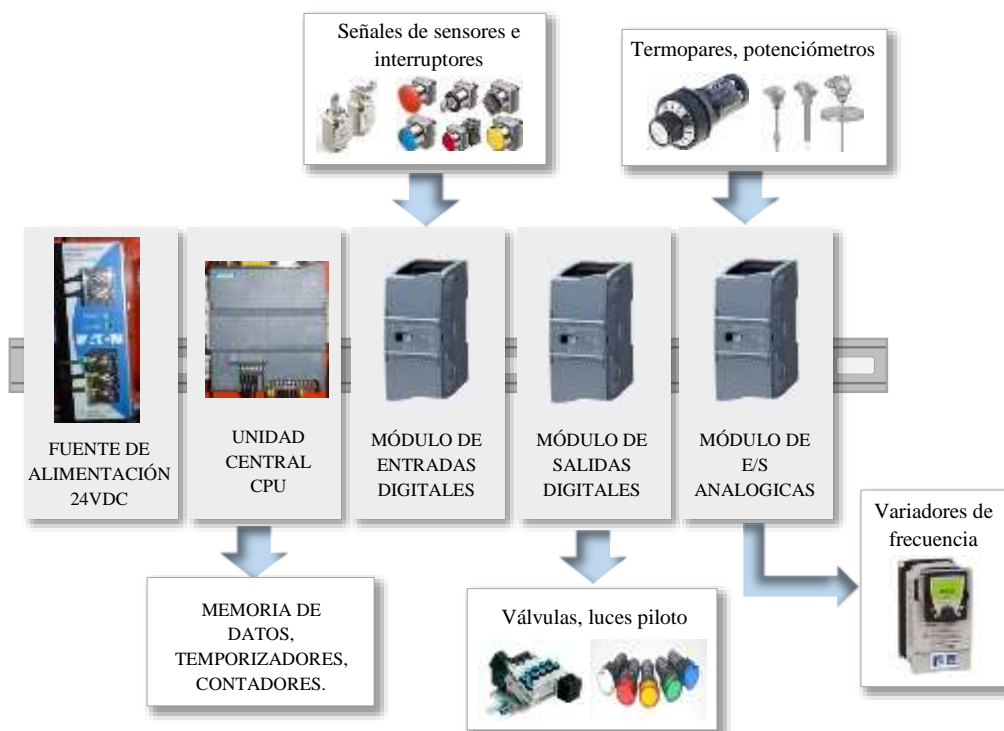 Señales de sensores e
interruptores
Termopares, potenciómetros
EATON
FUENTE DE
ALIMENTACIÓN
24VDC
UNIDAD
CENTRAL
CPU
MÓDULO DE
ENTRADAS
DIGITALES
MÓDULO DE
SALIDAS
DIGITALES
MÓDULO DE
E/S
ANALOGICAS
Variadores de
frecuencia
MEMORIA DE
DATOS,
TEMPORIZADORES,
CONTADORES.
Válvulas, luces piloto